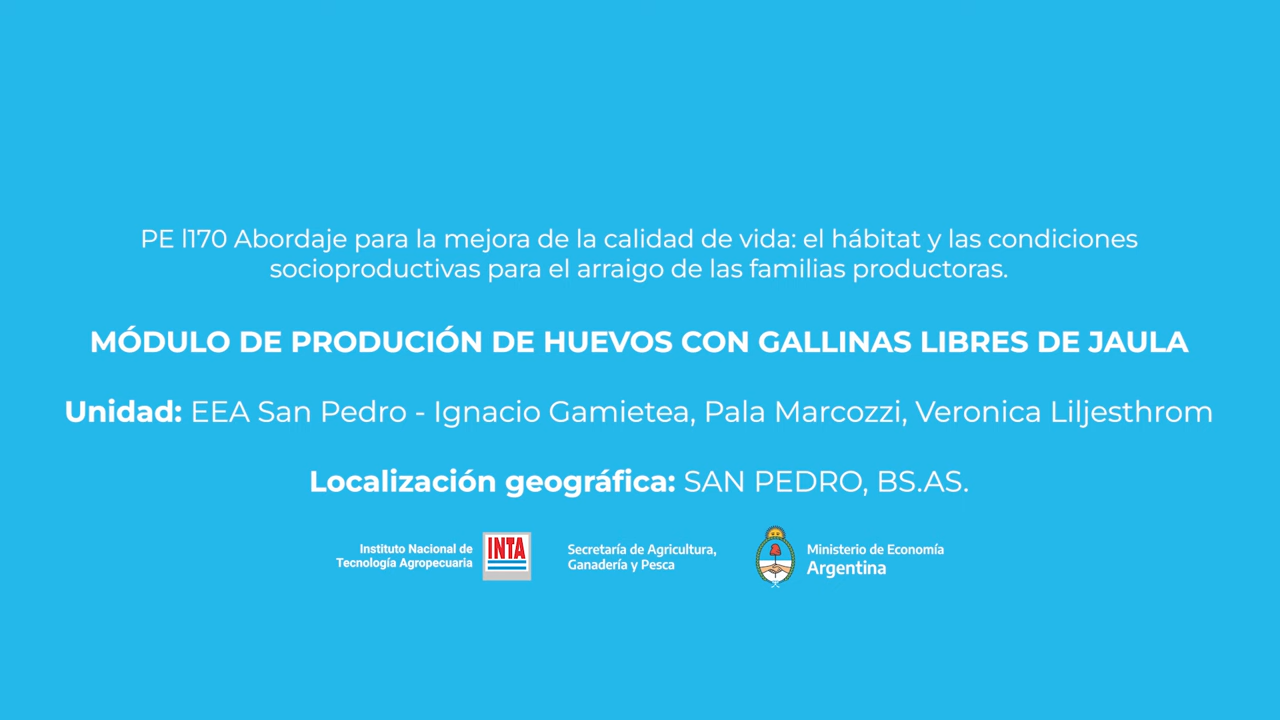 PE l170 Abordaje para la mejora de la calidad de vida: el hábitat y las condiciones
socioproductivas para el arraigo de las familias productoras.
MÓDULO DE PRODUCIÓN DE HUEVOS CON GALLINAS LIBRES DE JAULA
Unidad: EEA San Pedro - Ignacio Gamietea, Pala Marcozzi, Veronica Liljesthrom
Localización geográfica: SAN PEDRO, BS.AS.
Instituto Nacional de
Tecnología Agropecuaria
INTA
Secretaría de Agricultura,
Ganadería y Pesca
Ministerio de Economía
Argentina